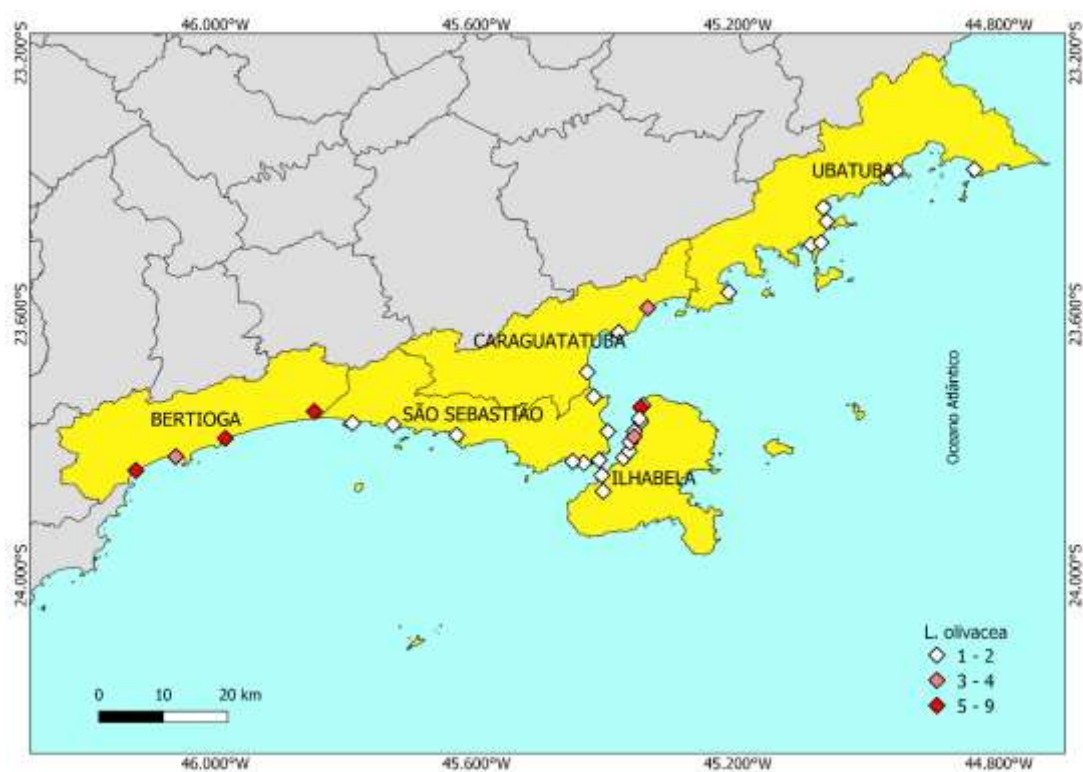 46.000°W 45.600°W 45.200°W 44.800°W
23.200°S 23.200°S
UBATUBA
23.600°S 23.600°S
CARAGUATATUBA
BERTIOGA
SÃO SEBASTIÃO
Oceano Atlântico
ILHABELA
24.000°S 24.000°S
L. olivacea
1 - 2
3 - 4
5 - 9
0 10 20 km
46.000°W 45.600°W 45.200°W 44.800°W